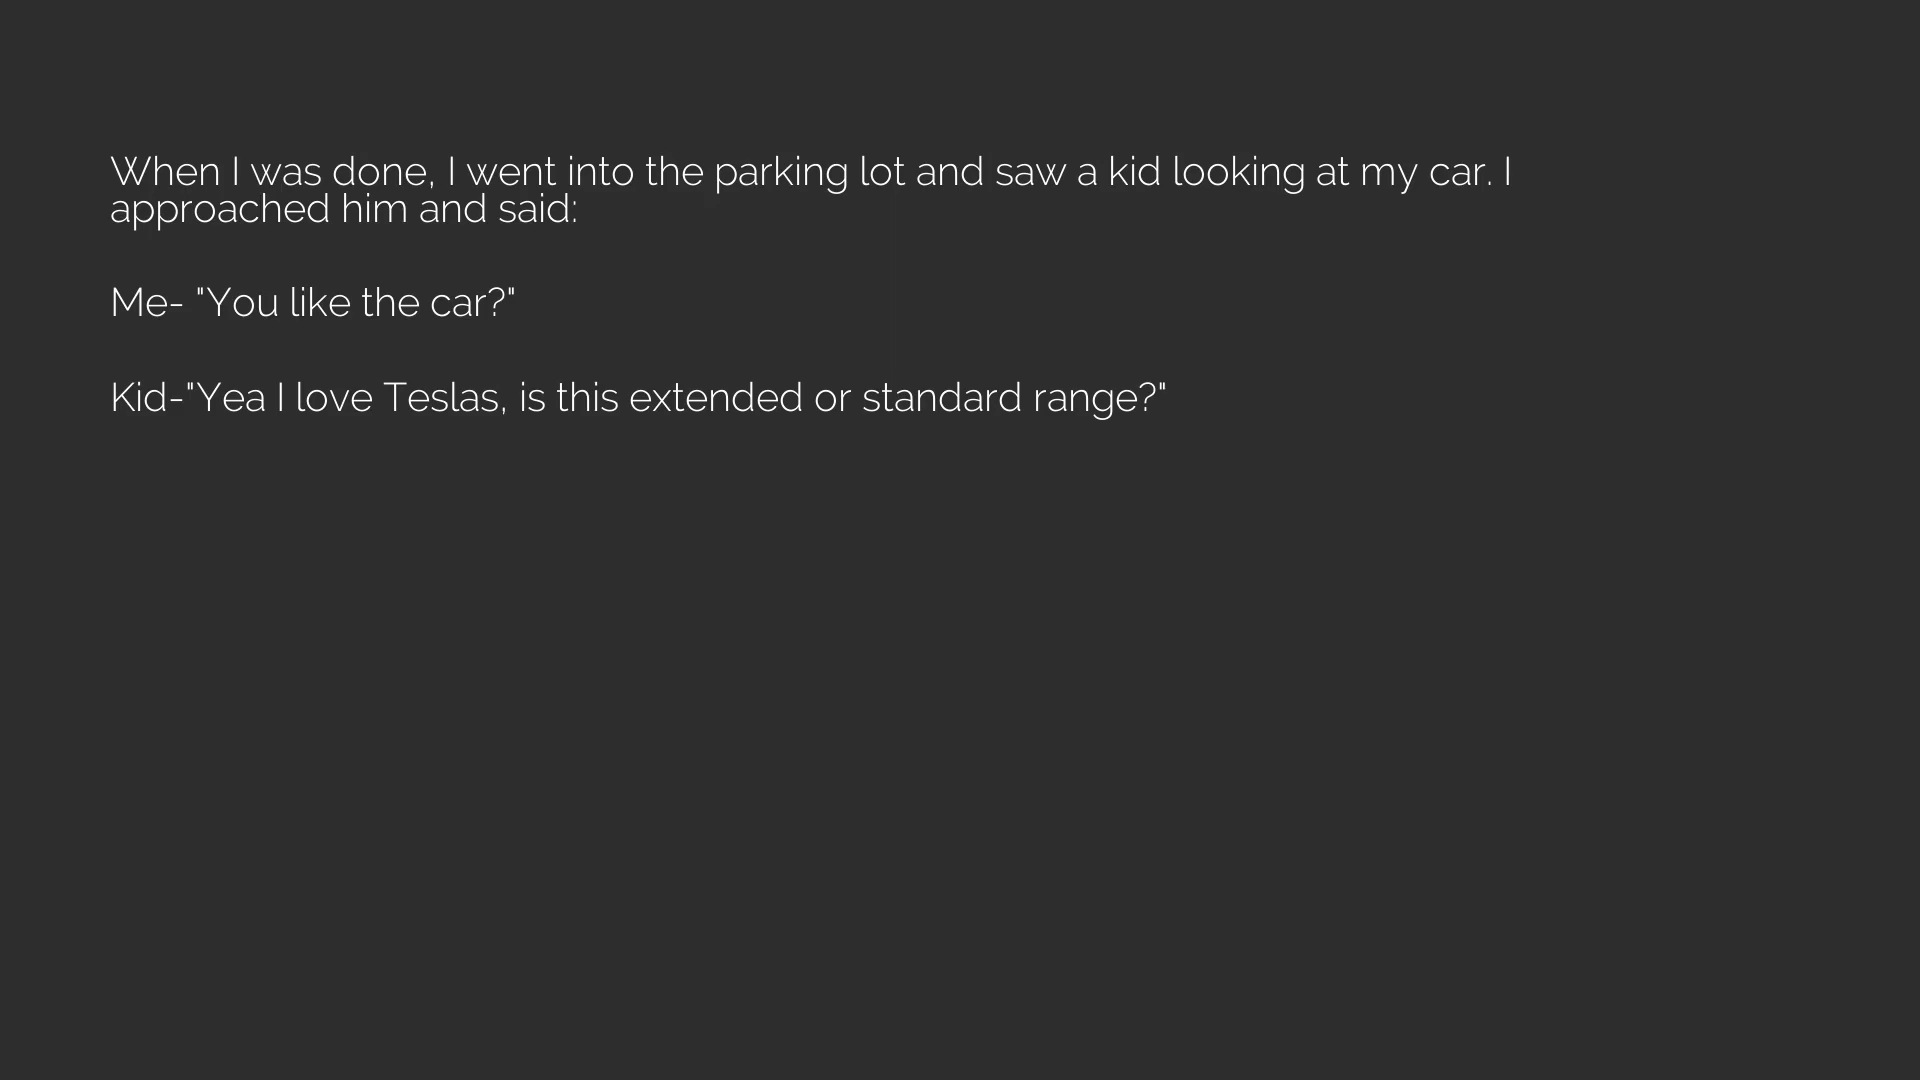 When I was done, I went into the parking lot and saw a kid looking at my car. I
approached him and said:
Me- "You like the car?"
Kid-"Yea I love Teslas, is this extended or standard range?"